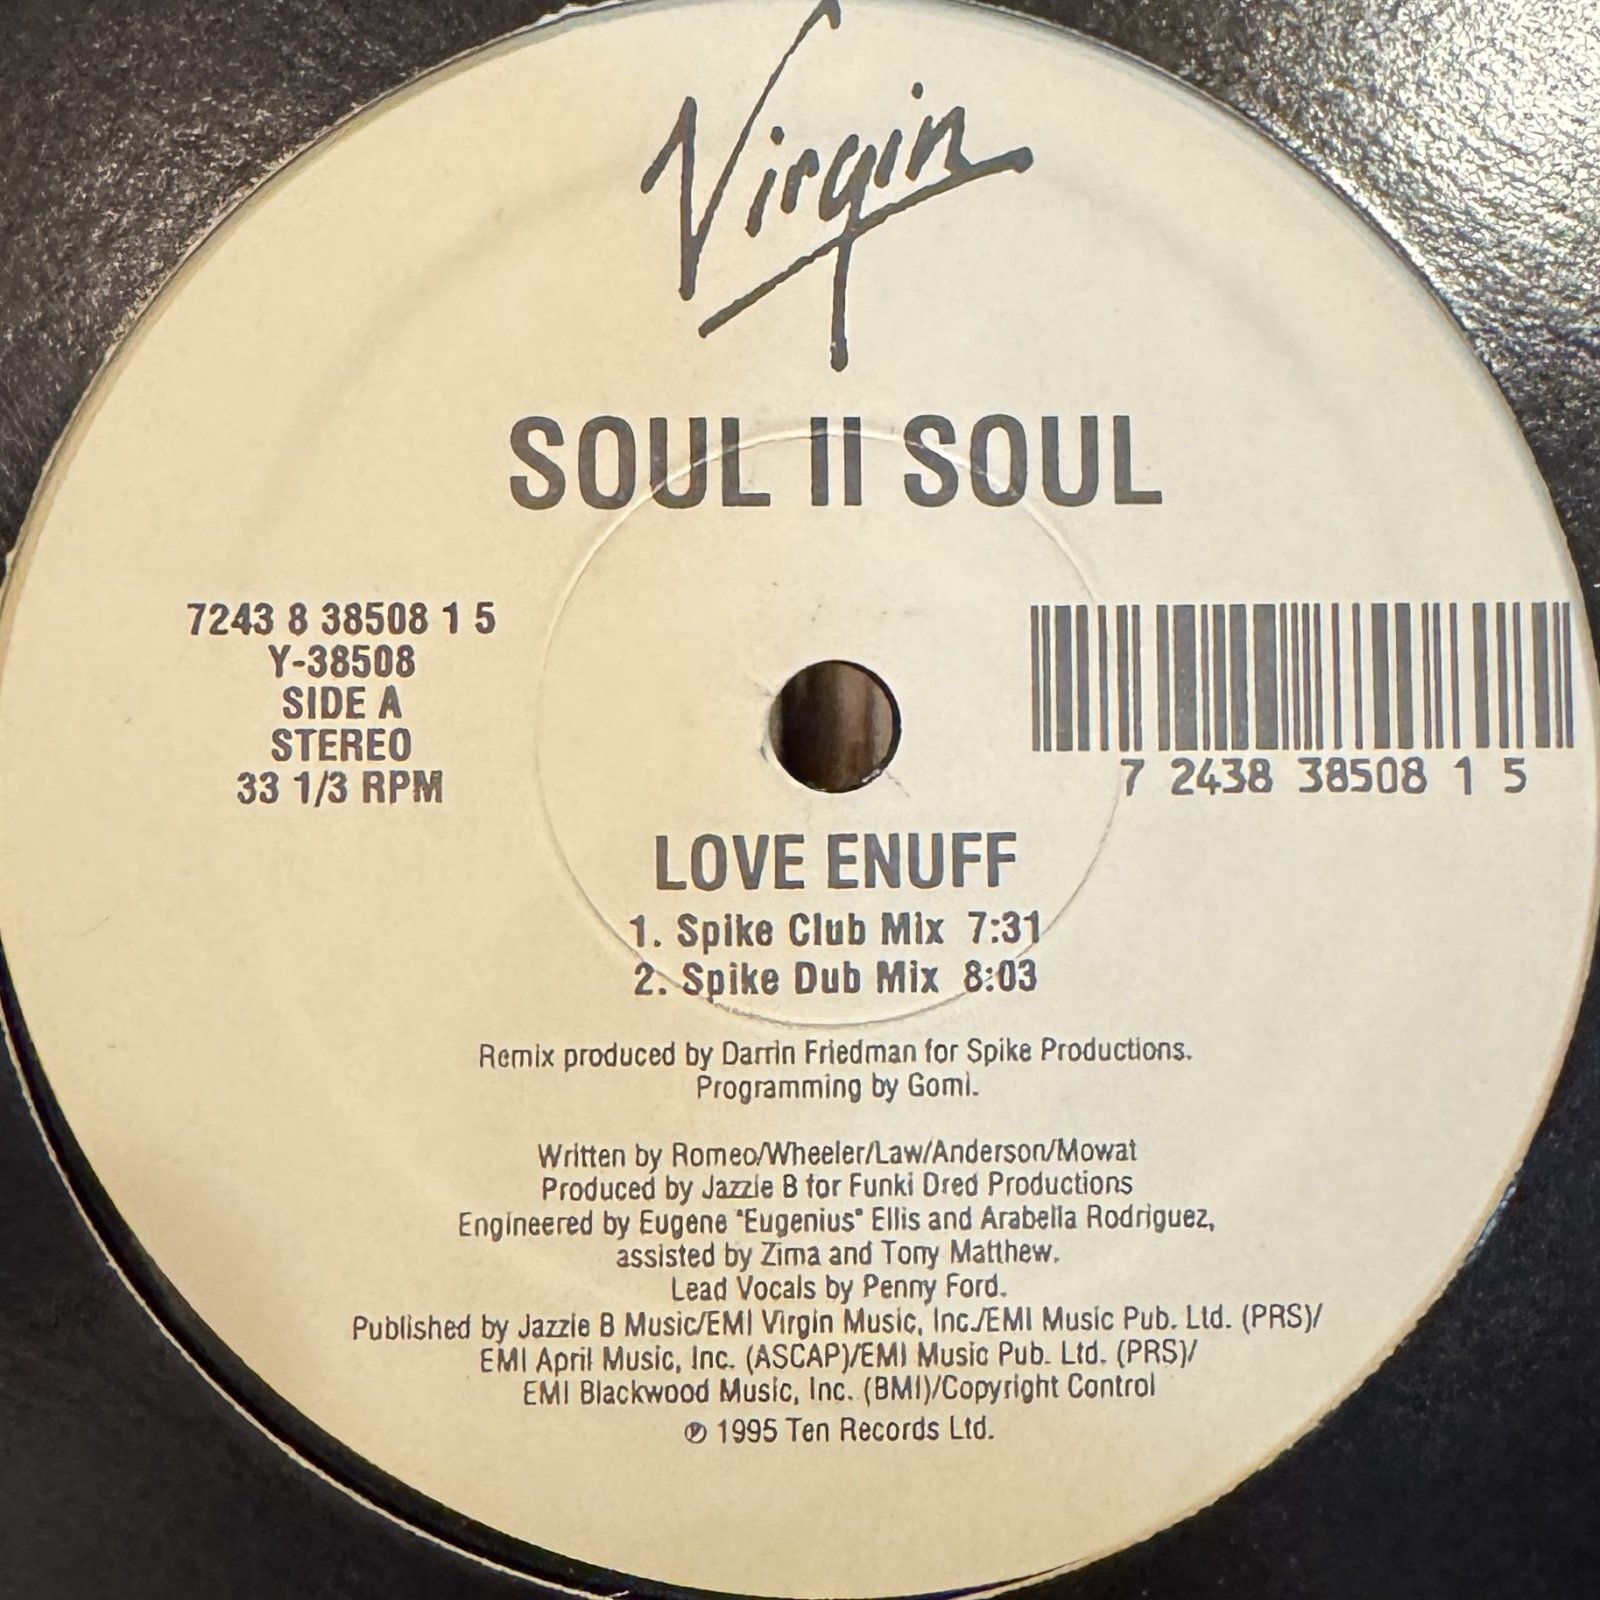 Virgin
SOUL II SOUL
7243 8 38508 1 5
Y-38508
SIDE A
STEREO
33 1/3 RPM
7 2438 38508 1 5
LOVE ENUFF
1. Spike Club Mix 7:31
2. Spike Dub Mix 8:03
Remix produced by Darrin Friedman for Spike Productions.
Programming by Gomi.
Written by Romeo/Wheeler/Law/Anderson/Mowat
Produced by Jazzie B for Funki Dred Productions
Engineered by Eugene "Eugenius" Ellis and Arabella Rodriguez,
assisted by Zima and Tony Matthew.
Lead Vocals by Penny Ford.
Published by Jazzie B Music/EMI Virgin Music, Inc./EMI Music Pub. Ltd. (PRS)/
EMI April Music, Inc. (ASCAP)/EMI Music Pub. Ltd. (PRS)/
EMI Blackwood Music, Inc. (BMI)/Copyright Control
℗ 1995 Ten Records Ltd.